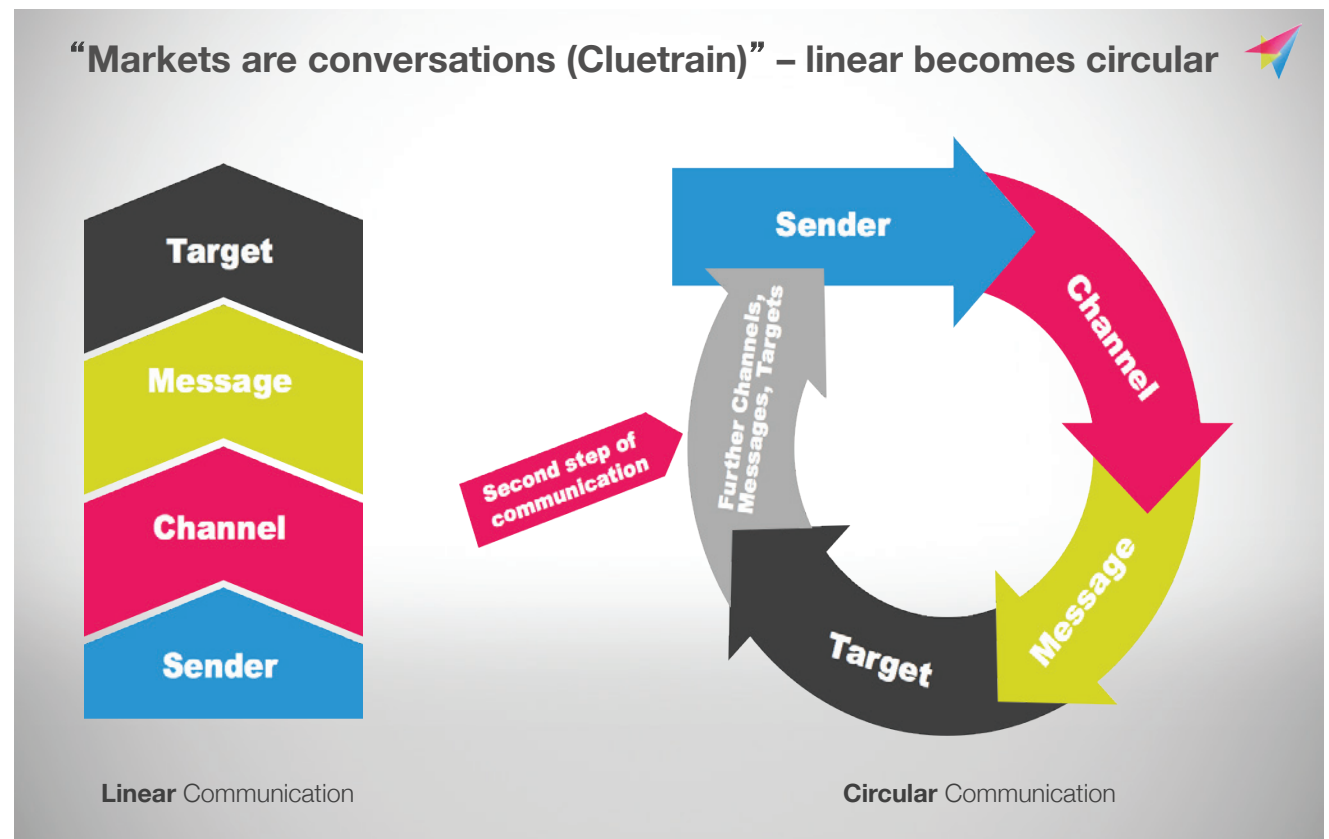 “Markets are conversations (Cluetrain)” – linear becomes circular
Target
Message
Channel
Sender
Linear Communication
Sender
Channel
Message
Target
Further Channels,
Messages, Targets
Second step of
communication
Circular Communication